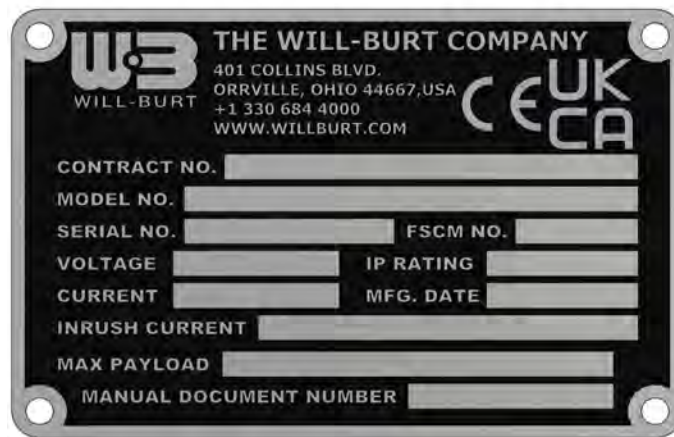 W·B
WILL-BURT
THE WILL-BURT COMPANY
401 COLLINS BLVD.
ORRVILLE, OHIO 44667,USA
+1 330 684 4000
WWW.WILLBURT.COM
CE UK
CA
CONTRACT NO.
MODEL NO.
SERIAL NO. FSCM NO.
VOLTAGE IP RATING
CURRENT MFG. DATE
INRUSH CURRENT
MAX PAYLOAD
MANUAL DOCUMENT NUMBER